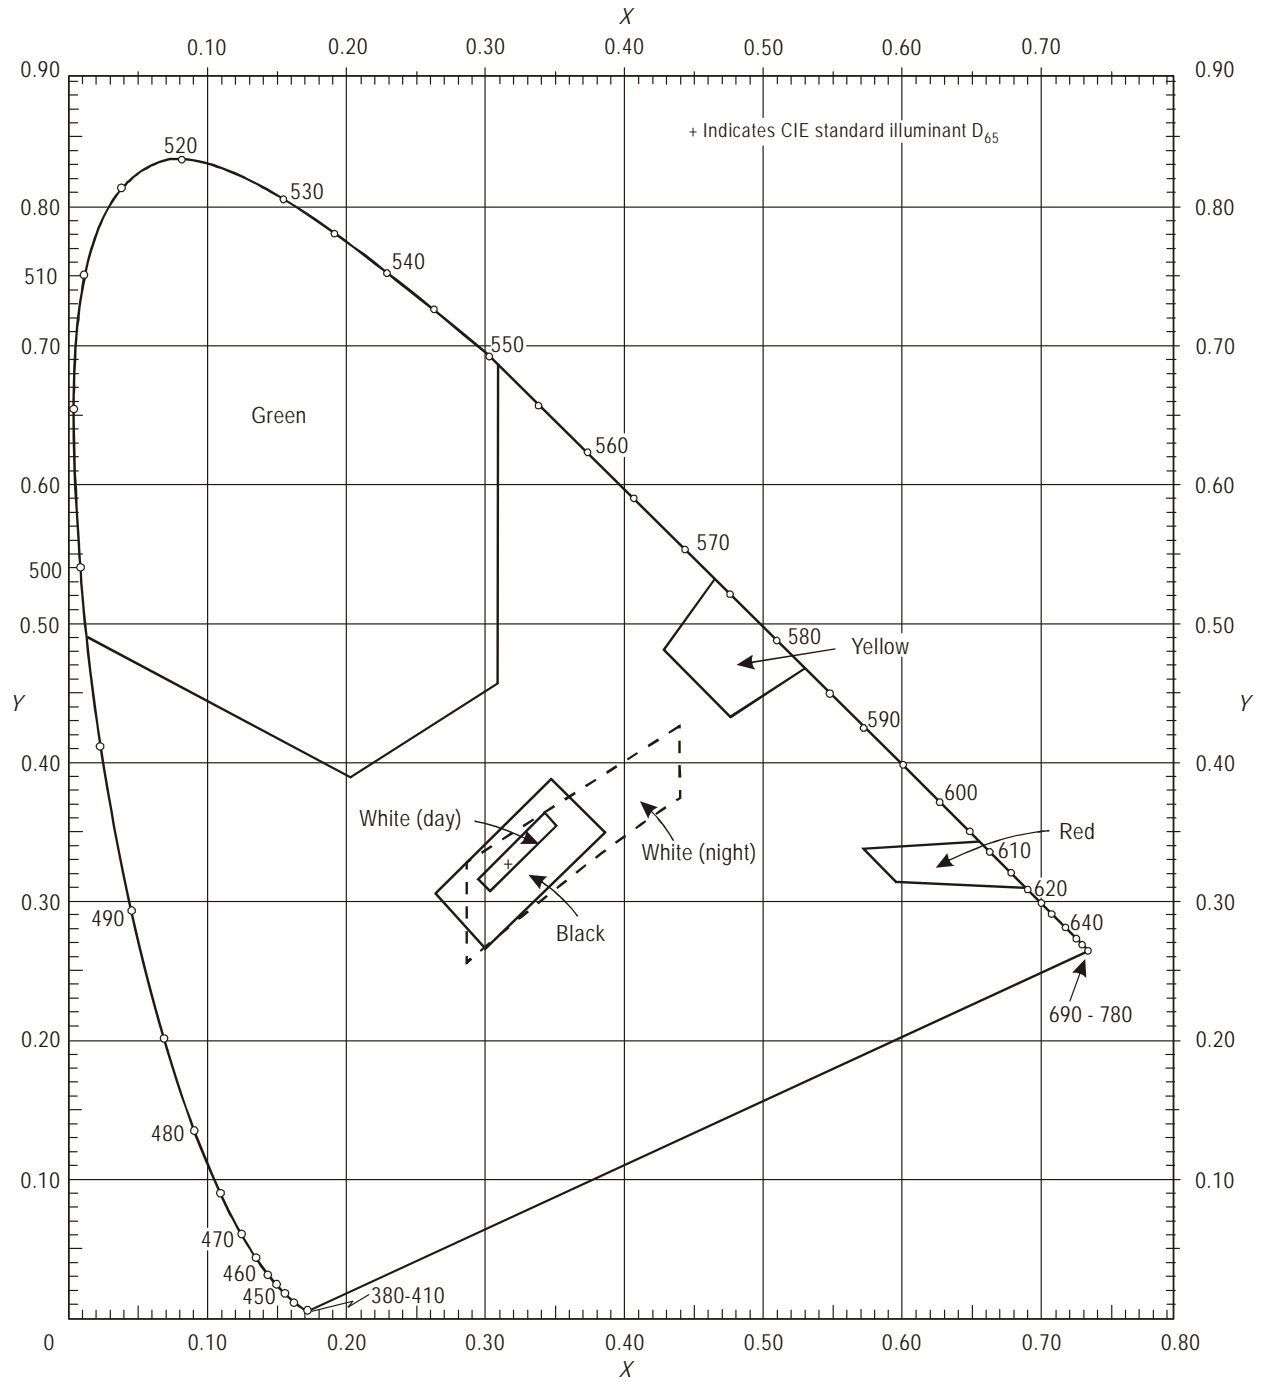 X
0.10 0.20 0.30 0.40 0.50 0.60 0.70
0.90 0.90
+ Indicates CIE standard illuminant D65
520
530
0.80 0.80
540
510
550
0.70 0.70
Green
560
0.60 0.60
570
500
0.50 0.50
580
Yellow
Y Y
590
0.40 0.40
600
White (day)
Red
White (night)
610
620
0.30 0.30
490
640
Black
690 - 780
0.20 0.20
480
0.10 0.10
470
460
450 380-410
0 0.10 0.20 0.30 0.40 0.50 0.60 0.70 0.80
X